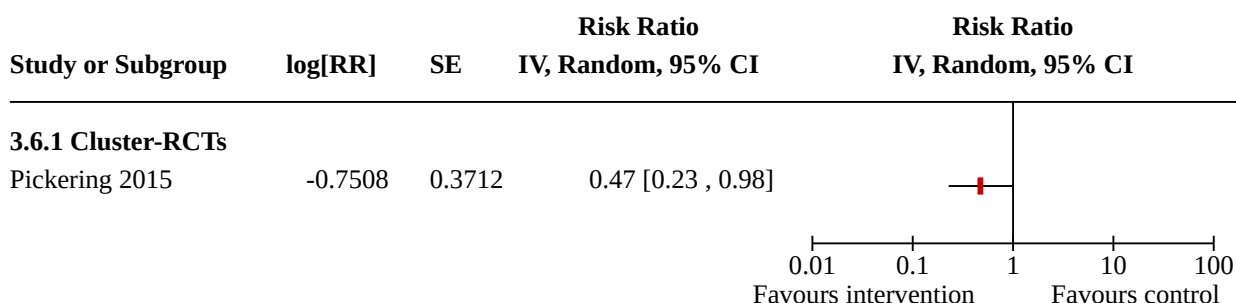 Risk Ratio Risk Ratio
Study or Subgroup log[RR] SE IV, Random, 95% CI IV, Random, 95% CI
3.6.1 Cluster-RCTs
Pickering 2015 -0.7508 0.3712 0.47 [0.23 , 0.98]
0.01 0.1 1 10 100
Favours intervention Favours control